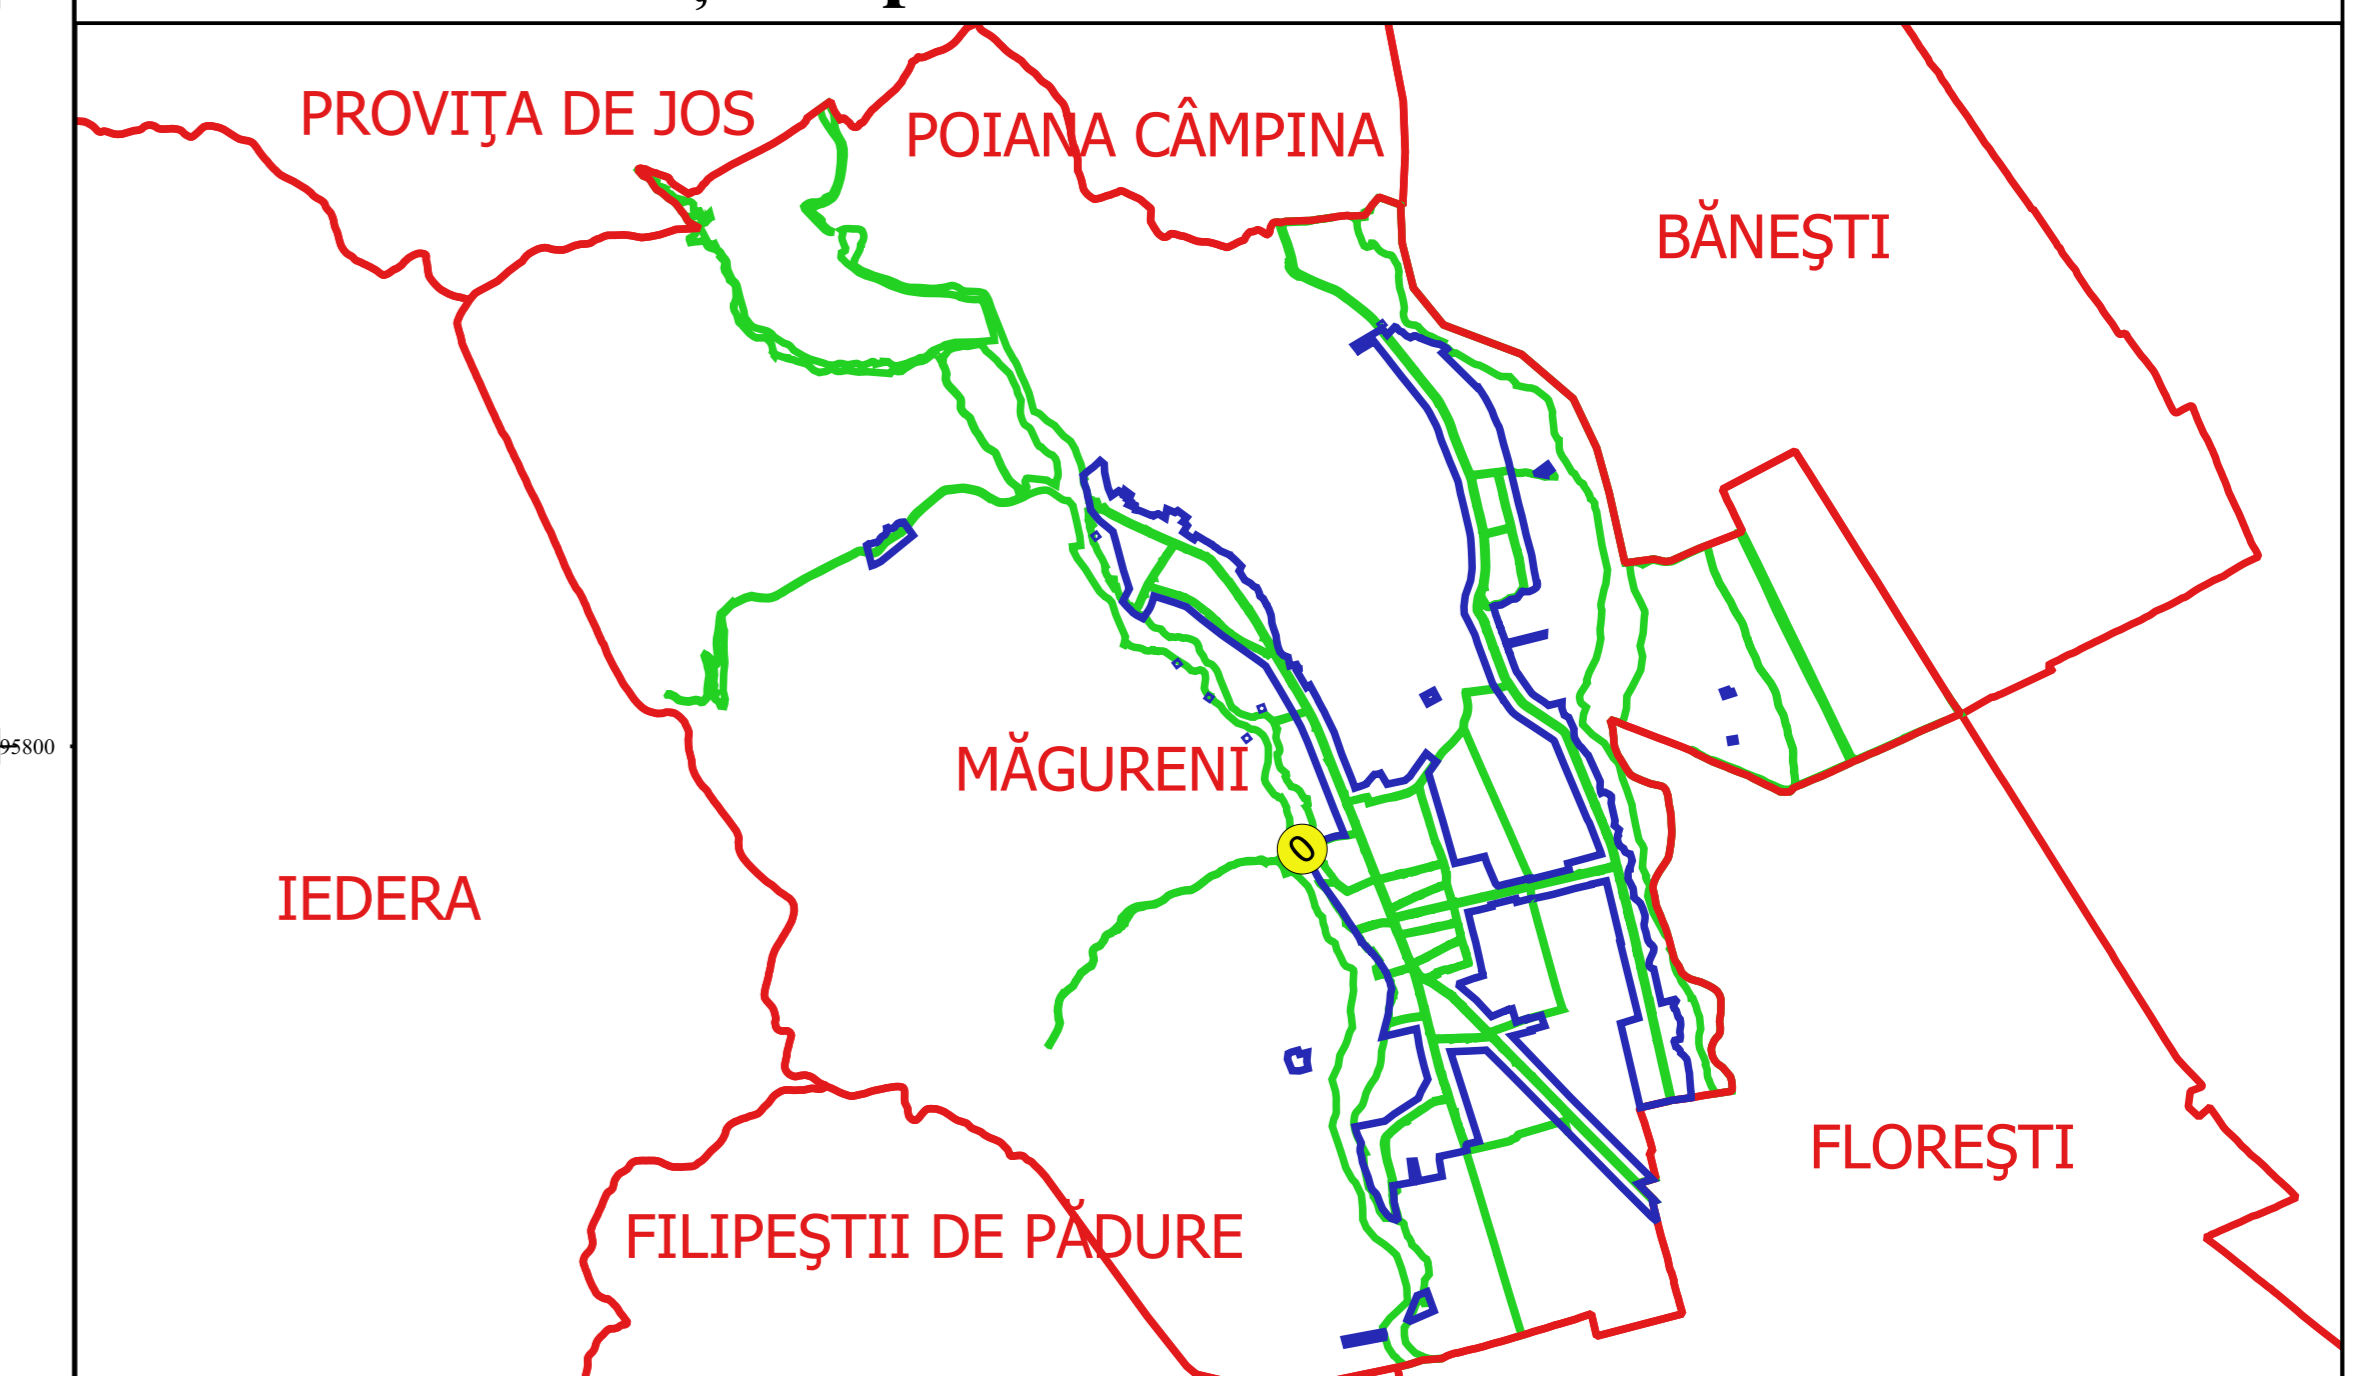 PROVIŢA DE JOS
POIANA CÂMPINA
BĂNEŞTI
95800
MĂGURENI
0
IEDERA
FLOREŞTI
FILIPEŞTII DE PĂDURE